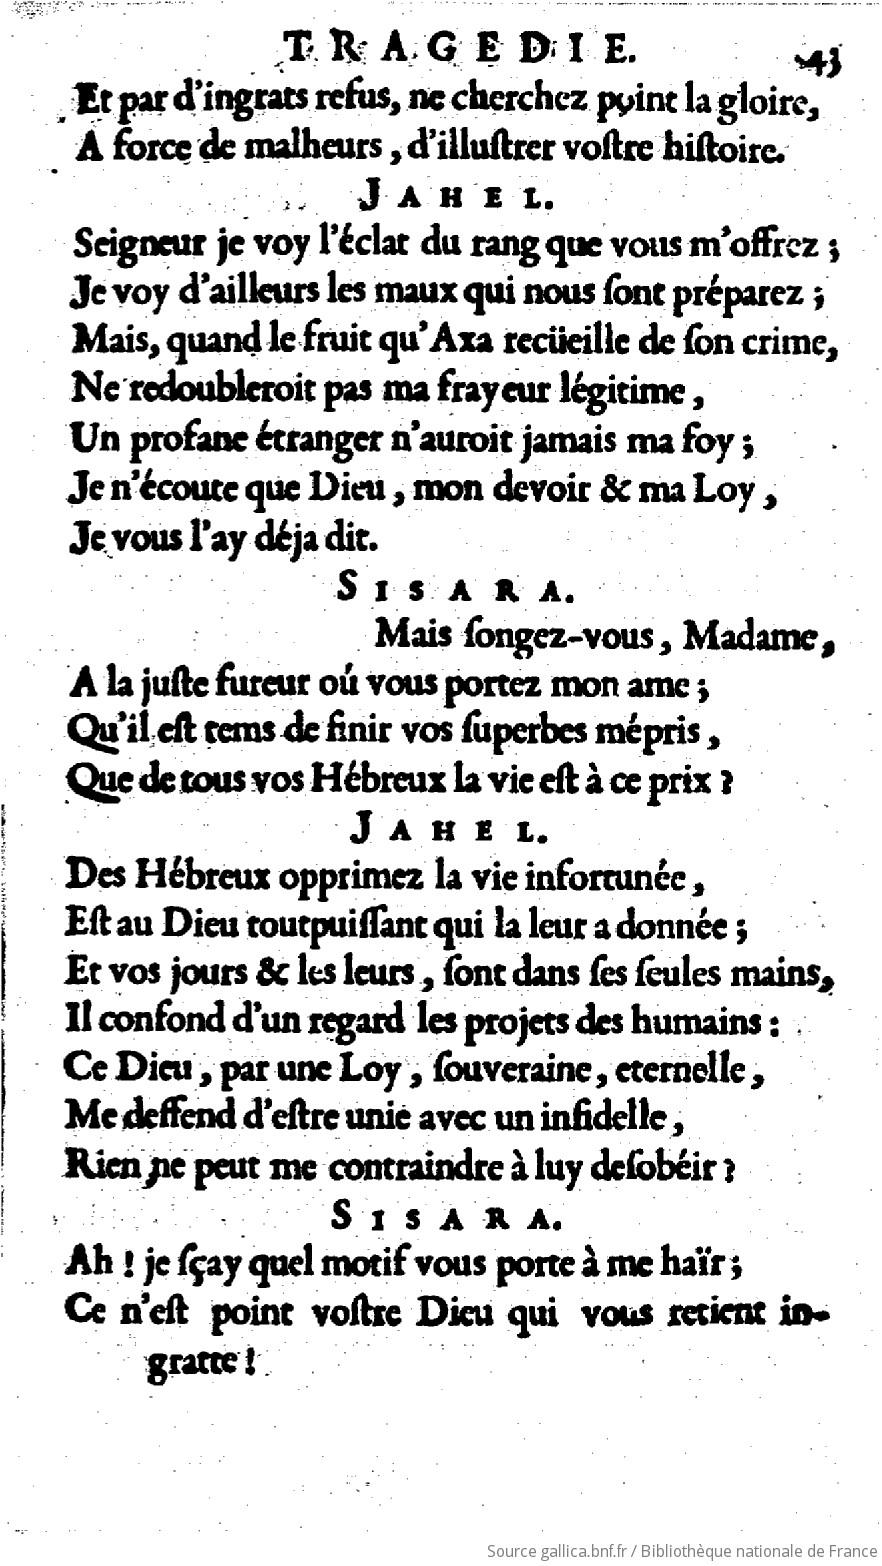 TRAGEDIE. 43
Et par d'ingrats refus, ne cherchez point la gloire,
A force de malheurs, d'illuſtrer voſtre hiſtoire.
JAHEL.
Seigneur je voy l'éclat du rang que vous m'offrez ;
Je voy d'ailleurs les maux qui nous ſont préparez ;
Mais, quand le fruit qu'Axa recüeille de ſon crime,
Ne redoubleroit pas ma frayeur légitime,
Un profane étranger n'auroit jamais ma foy ;
Je n'écoute que Dieu, mon devoir & ma Loy,
Je vous l'ay déja dit.
SISARA.
Mais ſongez-vous, Madame,
A la juſte fureur oú vous portez mon ame ;
Qu'il eſt tems de finir vos ſuperbes mépris,
Que de tous vos Hébreux la vie eſt à ce prix ?
JAHEL.
Des Hébreux opprimez la vie infortunée,
Eſt au Dieu toutpuiſſant qui la leur a donnée ;
Et vos jours & les leurs, ſont dans ſes ſeules mains,
Il confond d'un regard les projets des humains :
Ce Dieu, par une Loy, ſouveraine, eternelle,
Me deffend d'eſtre unie avec un infidelle,
Rien ne peut me contraindre à luy deſobéir ?
SISARA.
Ah ! je ſçay quel motif vous porte à me haïr ;
Ce n'eſt point voſtre Dieu qui vous retient in-
gratte !
Source gallica.bnf.fr / Bibliothèque nationale de France